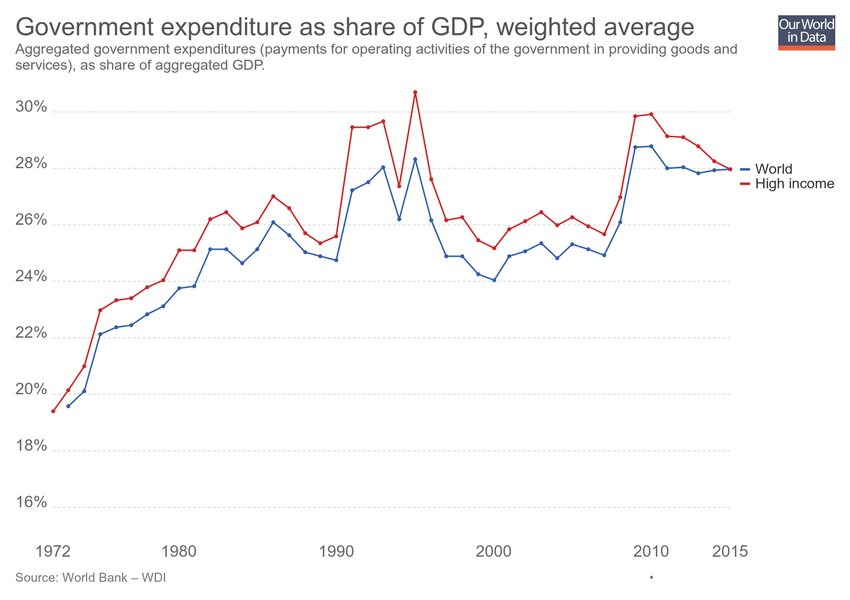 Government expenditure as share of GDP, weighted average
Our World
in Data
Aggregated government expenditures (payments for operating activities of the government in providing goods and
services), as share of aggregated GDP.
30%
28%
World
High income
26%
24%
22%
20%
18%
16%
1972
1980
1990
2000
2010
2015
Source: World Bank – WDI